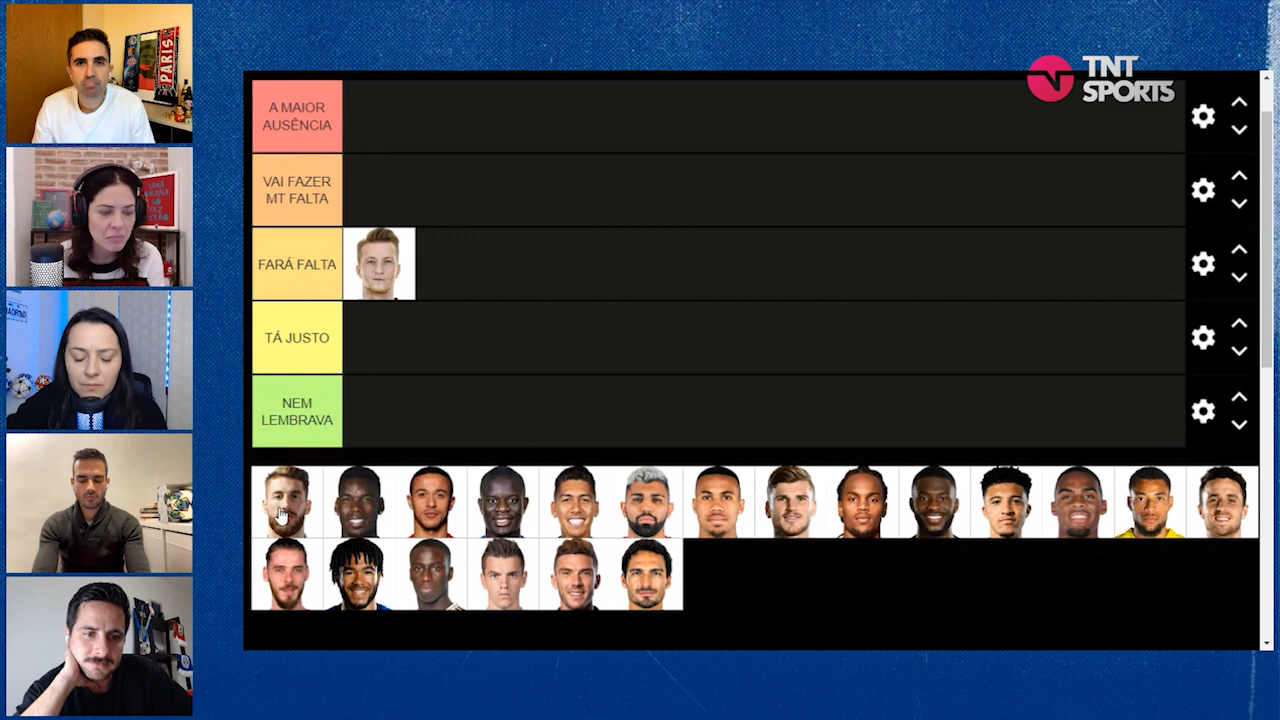 PARIS
TNT
SPORTS
A MAIOR
AUSÊNCIA
VAI FAZER
MT FALTA
FARÁ FALTA
TÁ JUSTO
NEM
LEMBRAVA